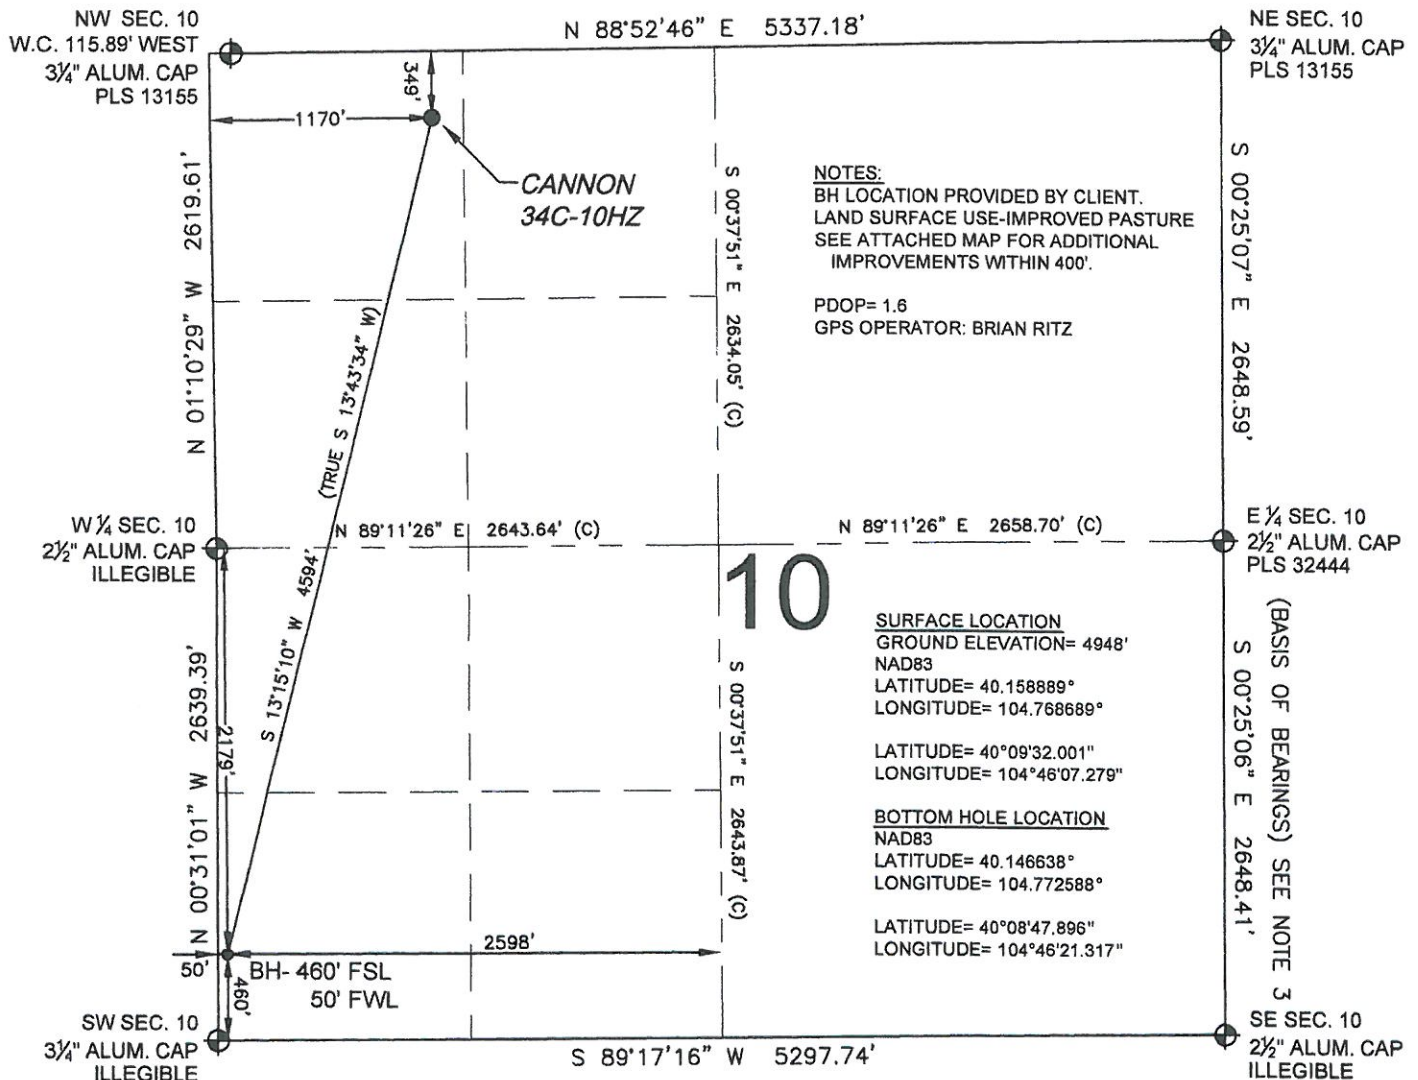 NW SEC. 10
W.C. 115.89' WEST
3¼" ALUM. CAP
PLS 13155
N 88°52'46" E 5337.18'
NE SEC. 10
3¼" ALUM. CAP
PLS 13155
349'
1170'
CANNON
34C-10HZ
N 01°10'29" W 2619.61'
S 00°37'51" E 2634.05' (C)
NOTES:
BH LOCATION PROVIDED BY CLIENT.
LAND SURFACE USE-IMPROVED PASTURE
SEE ATTACHED MAP FOR ADDITIONAL
IMPROVEMENTS WITHIN 400'.
PDOP= 1.6
GPS OPERATOR: BRIAN RITZ
S 00°25'07" E 2648.59'
(TRUE S 13°43'34" W)
S 13°15'10" W 4594'
W ¼ SEC. 10
2½" ALUM. CAP
ILLEGIBLE
N 89°11'26" E 2643.64' (C)
N 89°11'26" E 2658.70' (C)
E ¼ SEC. 10
2½" ALUM. CAP
PLS 32444
10
N 00°31'01" W 2639.39'
2179'
S 00°37'51" E 2643.87' (C)
SURFACE LOCATION
GROUND ELEVATION= 4948'
NAD83
LATITUDE= 40.158889°
LONGITUDE= 104.768689°
LATITUDE= 40°09'32.001"
LONGITUDE= 104°46'07.279"
BOTTOM HOLE LOCATION
NAD83
LATITUDE= 40.146638°
LONGITUDE= 104.772588°
LATITUDE= 40°08'47.896"
LONGITUDE= 104°46'21.317"
S 00°25'06" E 2648.41'
(BASIS OF BEARINGS) SEE NOTE 3
2598'
50'
BH- 460' FSL
50' FWL
460'
SW SEC. 10
3¼" ALUM. CAP
ILLEGIBLE
S 89°17'16" W 5297.74'
SE SEC. 10
2½" ALUM. CAP
ILLEGIBLE